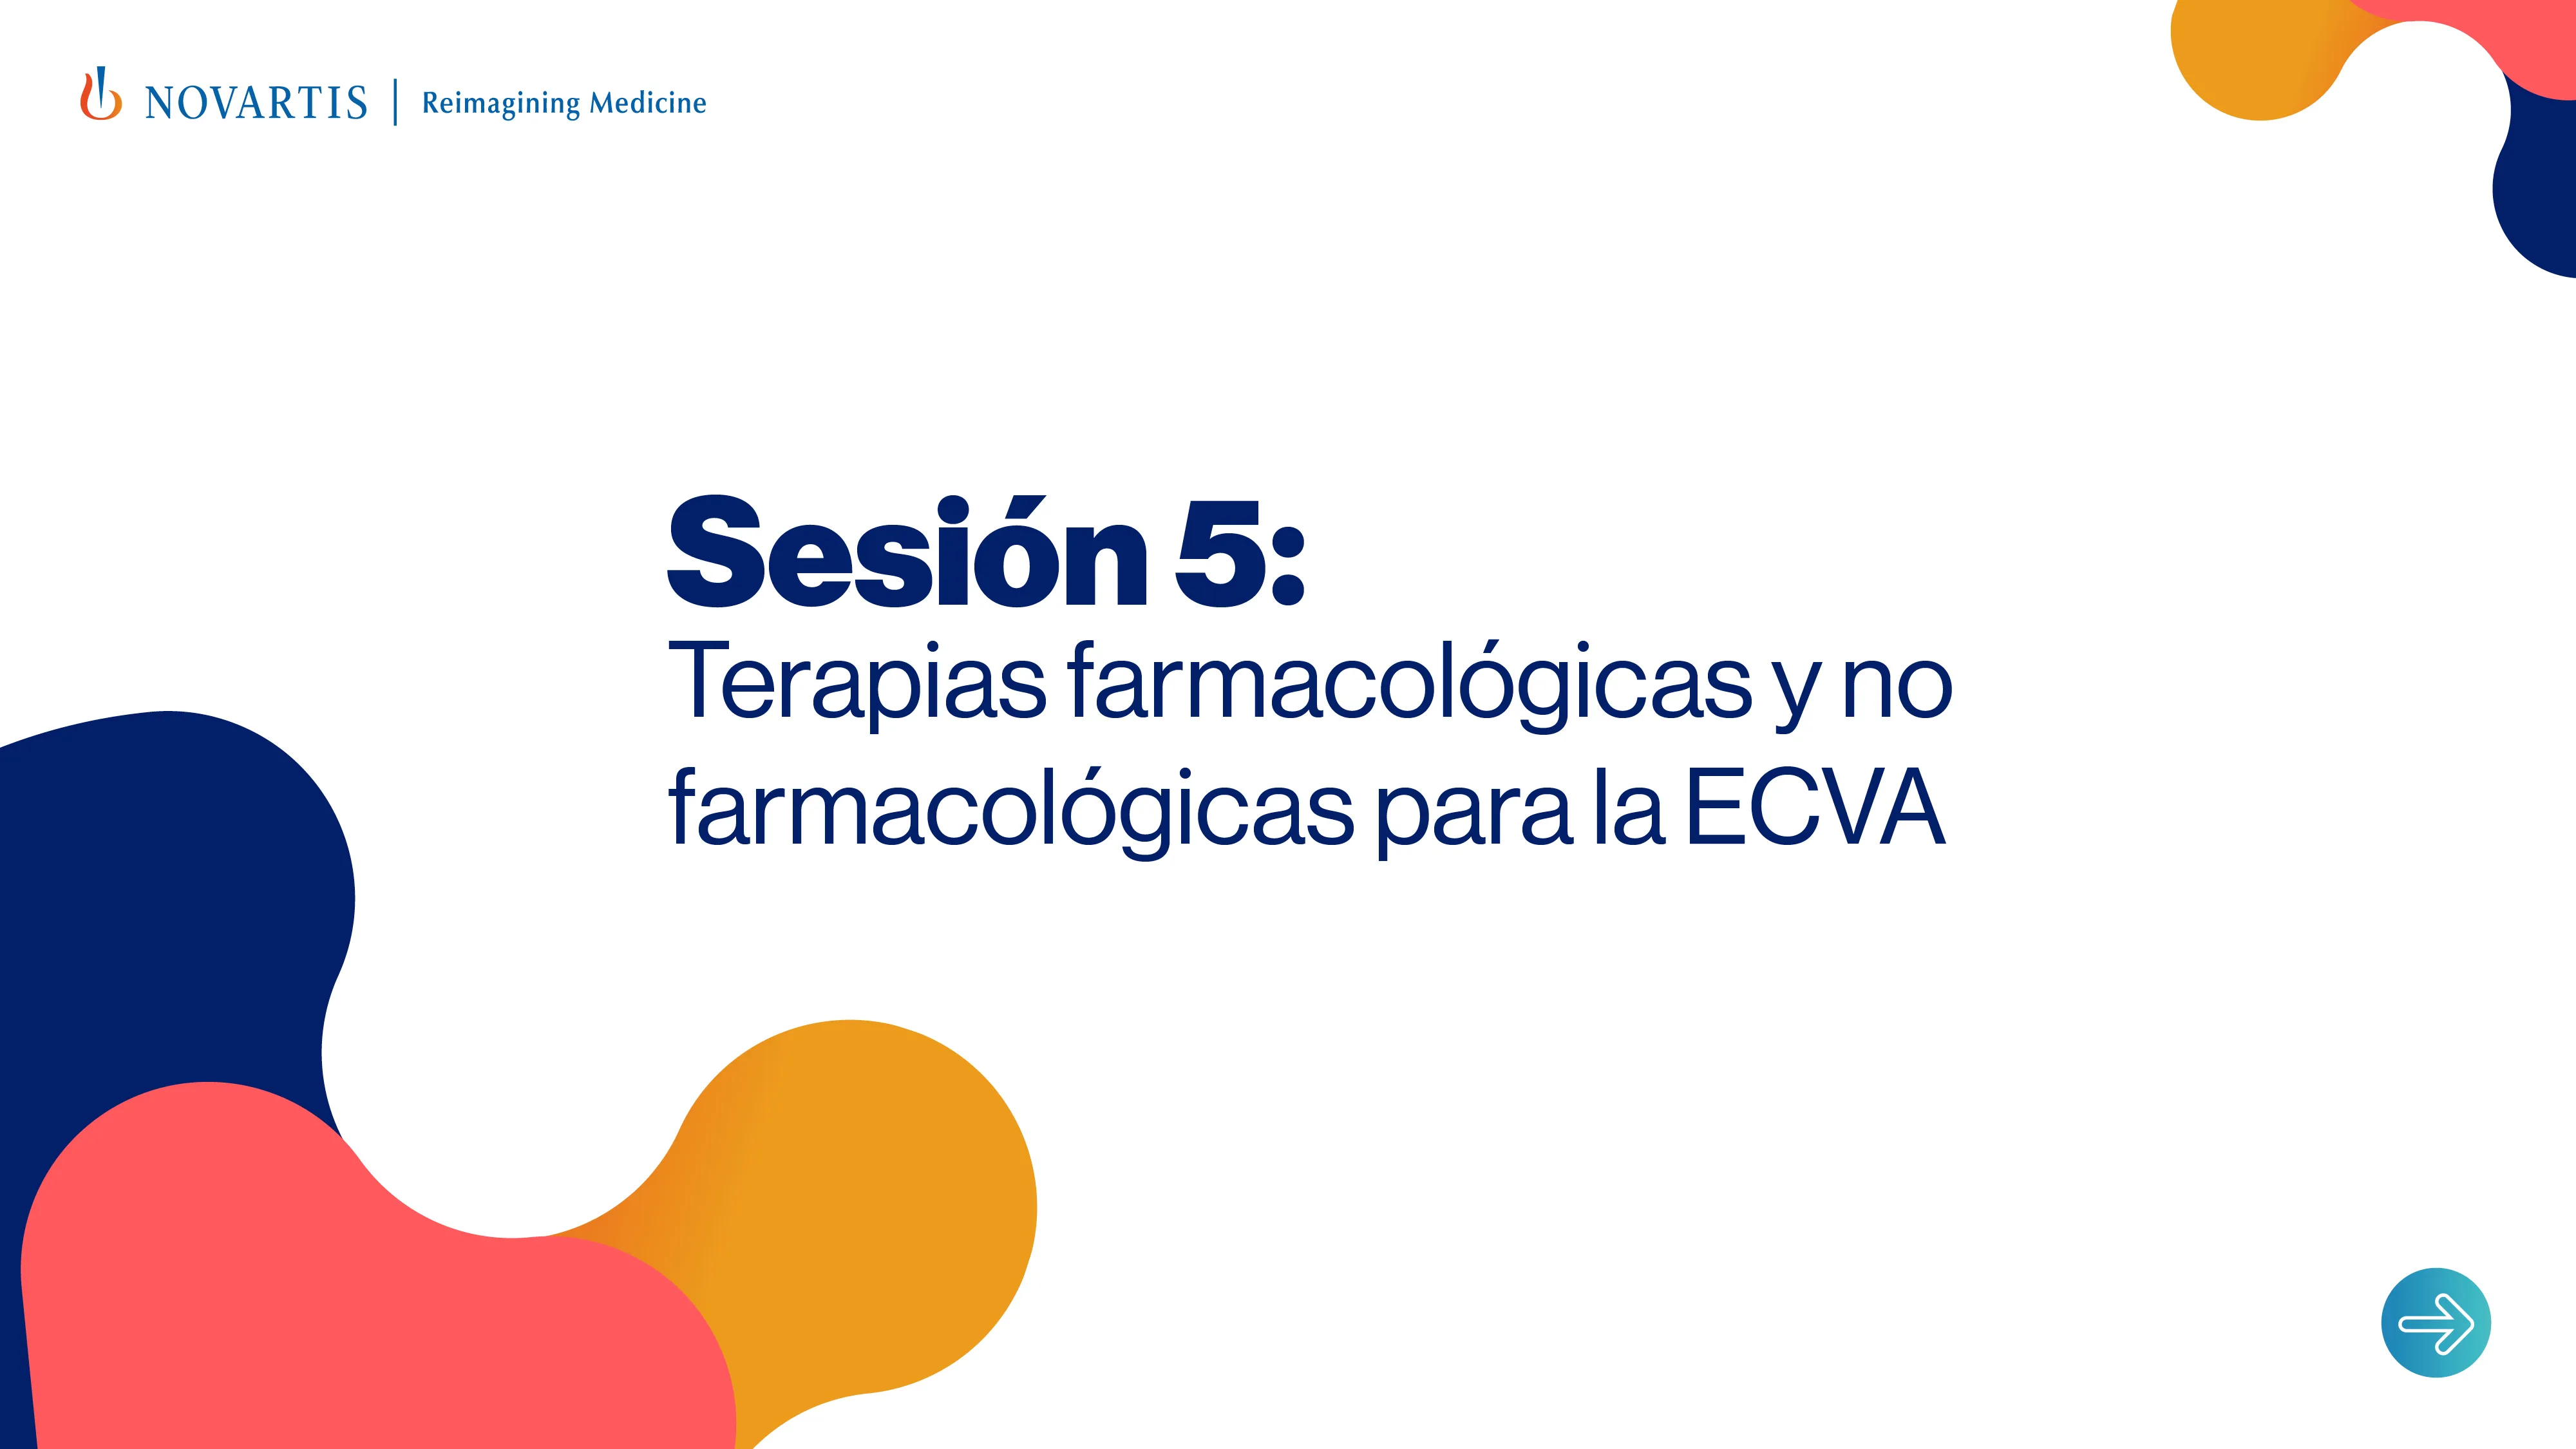 NOVARTIS | Reimagining Medicine
Sesión 5:
Terapias farmacológicas y no
farmacológicas para la ECVA